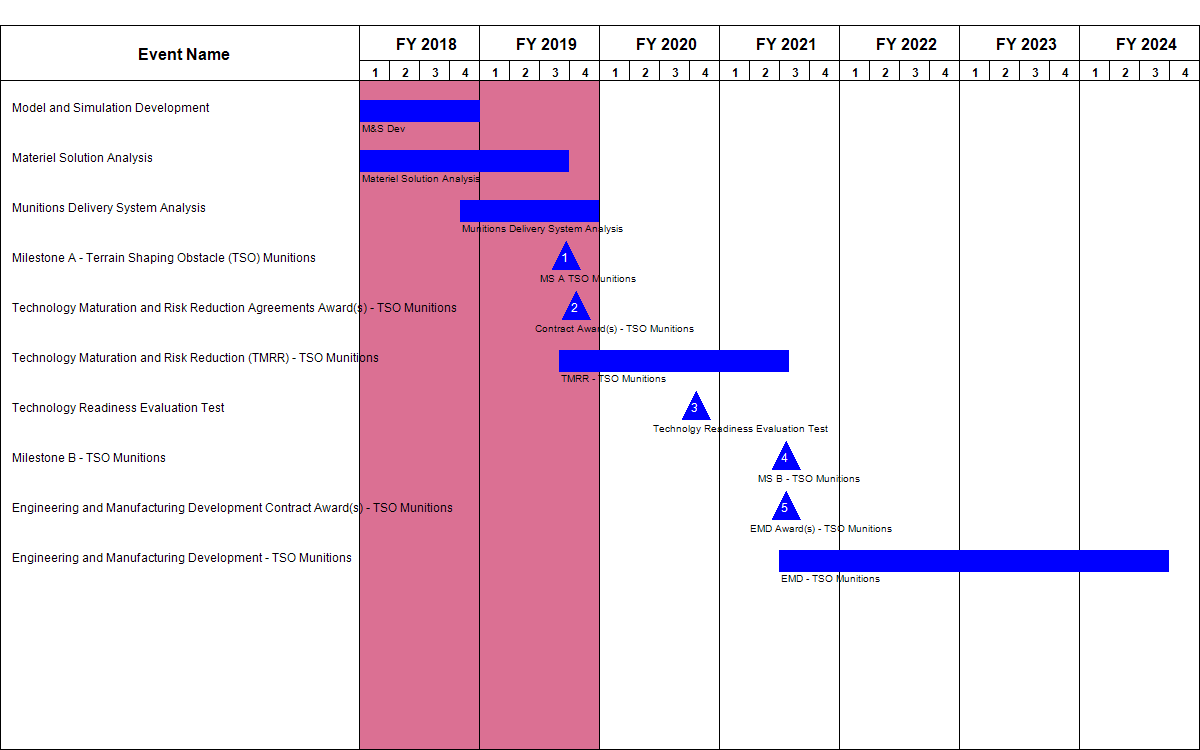 Event Name
FY 2018 FY 2019 FY 2020 FY 2021 FY 2022 FY 2023 FY 2024
1 2 3 4 1 2 3 4 1 2 3 4 1 2 3 4 1 2 3 4 1 2 3 4 1 2 3 4
Model and Simulation Development
M&S Dev
Materiel Solution Analysis
Materiel Solution Analysis
Munitions Delivery System Analysis
Munitions Delivery System Analysis
Milestone A - Terrain Shaping Obstacle (TSO) Munitions
1
MS A TSO Munitions
Technology Maturation and Risk Reduction Agreements Award(s) - TSO Munitions
2
Contract Award(s) - TSO Munitions
Technology Maturation and Risk Reduction (TMRR) - TSO Munitions
TMRR - TSO Munitions
Technology Readiness Evaluation Test
3
Technolgy Readiness Evaluation Test
Milestone B - TSO Munitions
4
MS B - TSO Munitions
Engineering and Manufacturing Development Contract Award(s) - TSO Munitions
5
EMD Award(s) - TSO Munitions
Engineering and Manufacturing Development - TSO Munitions
EMD - TSO Munitions